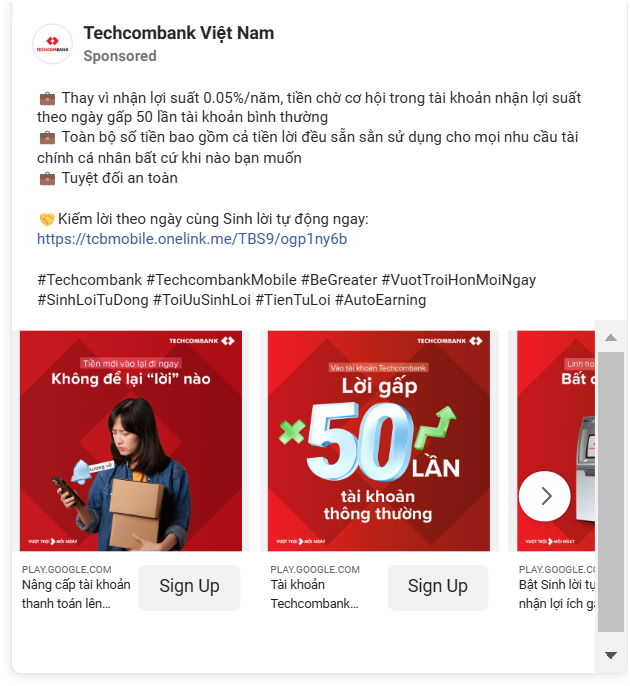 Techcombank Việt Nam
TECHCOMBANK
Sponsored
💼 Thay vì nhận lợi suất 0.05%/năm, tiền chờ cơ hội trong tài khoản nhận lợi suất
theo ngày gấp 50 lần tài khoản bình thường
💼 Toàn bộ số tiền bao gồm cả tiền lời đều sẵn sằn sử dụng cho mọi nhu cầu tài
chính cá nhân bất cứ khi nào bạn muốn
💼 Tuyệt đối an toàn
🤝Kiếm lời theo ngày cùng Sinh lời tự động ngay:
https://tcbmobile.onelink.me/TBS9/ogp1ny6b
#Techcombank #TechcombankMobile #BeGreater #VuotTroiHonMoiNgay
#SinhLoiTuDong #ToiUuSinhLoi #TienTuLoi #AutoEarning
TECHCOMBANK
Tiền mới vào lại đi ngay
Không để lại “lời” nào
Lương về
VƯỢT TRỘI MỖI NGÀY
TECHCOMBANK
Vào tài khoản Techcombank
Lời gấp
50 LẦN
tài khoản
thông thường
VƯỢT TRỘI MỖI NGÀY
Linh ho
Bất c
VƯỢT TRỘI MỖI NGÀY
PLAY.GOOGLE.COM
Nâng cấp tài khoản
thanh toán lên...
Sign Up
PLAY.GOOGLE.COM
Tài khoản
Techcombank...
Sign Up
PLAY.GOOGLE.CO
Bật Sinh lời tự
nhận lợi ích g